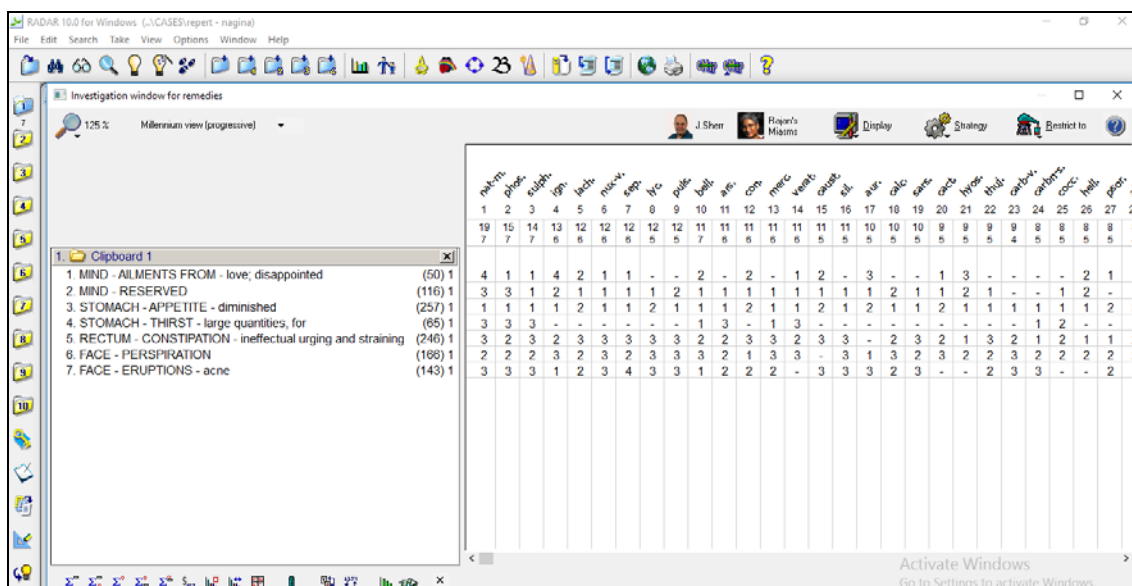 RADAR 10.0 for Windows (..\CASES\repert - nagina)
File Edit Search Take View Options Window Help
Investigation window for remedies
125 % Millennium view (progressive) J.Sherr Rajan's Miasms Display Strategy Restrict to
nat-m. phos. sulph. ign. lach. nux-v. sep. lyc. puls. bell. ars. con. merc. verat. caust. sil. aur. calc. sars. cact. hyos. thuj. carb-v. carbn-s. cocc. hell. psor.
1 2 3 4 5 6 7 8 9 10 11 12 13 14 15 16 17 18 19 20 21 22 23 24 25 26 27
19 15 14 13 12 12 12 12 12 11 11 11 11 11 11 11 10 10 10 9 9 9 9 8 8 8 8
7 7 7 6 6 6 6 5 5 7 6 6 6 6 5 5 5 5 5 5 5 5 4 5 5 5 5
1. Clipboard 1
1. MIND - AILMENTS FROM - love; disappointed (50) 1 4 1 1 4 2 1 1 - - 2 - 2 - 1 2 - 3 - - 1 3 - - - - 2 1
2. MIND - RESERVED (116) 1 3 3 1 2 1 1 1 1 2 1 1 1 1 1 1 1 1 2 1 1 2 1 - - 1 2 -
3. STOMACH - APPETITE - diminished (257) 1 1 1 1 1 2 1 1 2 1 1 1 2 1 1 2 1 2 1 1 2 1 1 1 1 1 1 2
4. STOMACH - THIRST - large quantities, for (65) 1 3 3 3 - - - - - - 1 3 - 1 3 - - - - - - - - - 1 2 - -
5. RECTUM - CONSTIPATION - ineffectual urging and straining (246) 1 3 2 3 2 3 3 3 3 3 2 2 3 3 2 3 3 - 2 3 2 1 3 2 1 2 1 1
6. FACE - PERSPIRATION (166) 1 2 2 2 3 2 3 2 3 3 3 2 1 3 3 - 3 1 3 2 3 2 2 3 2 2 2 2
7. FACE - ERUPTIONS - acne (143) 1 3 3 3 1 2 3 4 3 3 1 2 2 2 - 3 3 3 2 3 - - 2 3 3 - - 2
Activate Windows
Go to Settings to activate Windows.